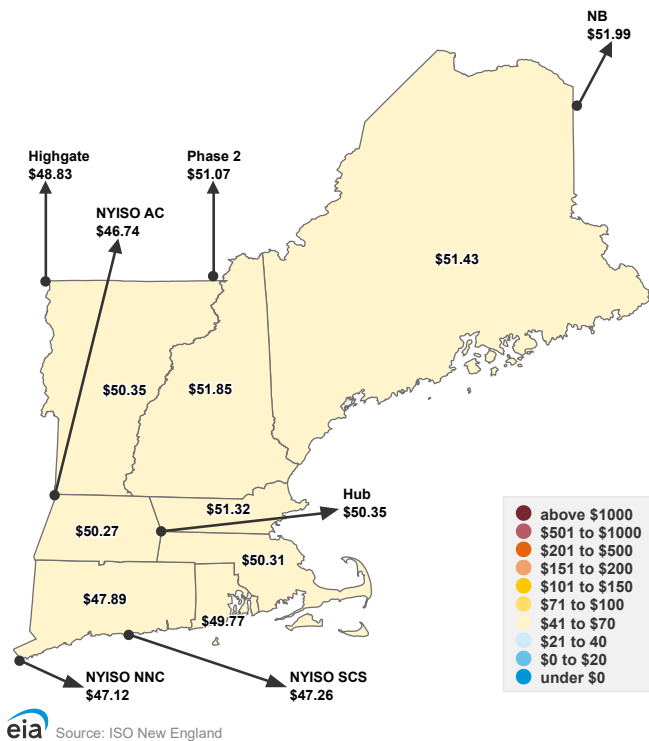 NB
$51.99
Highgate
$48.83
Phase 2
$51.07
NYISO AC
$46.74
$51.43
$50.35
$51.85
Hub
$50.35
$51.32
$50.27
$50.31
$47.89
$49.77
NYISO NNC
$47.12
NYISO SCS
$47.26
above $1000
$501 to $1000
$201 to $500
$151 to $200
$101 to $150
$71 to $100
$41 to $70
$21 to 40
$0 to $20
under $0
eia
Source: ISO New England